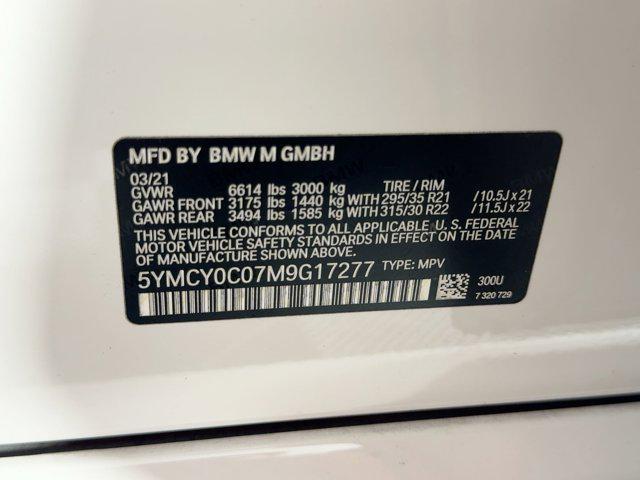 MFD BY BMW M GMBH
03/21
GVWR 6614 lbs 3000 kg TIRE / RIM
GAWR FRONT 3175 lbs 1440 kg WITH 295/35 R21 / 10.5J x 21
GAWR REAR 3494 lbs 1585 kg WITH 315/30 R22 / 11.5J x 22
THIS VEHICLE CONFORMS TO ALL APPLICABLE U. S. FEDERAL
MOTOR VEHICLE SAFETY STANDARDS IN EFFECT ON THE DATE OF
MANUFACTURE SHOWN ABOVE.
5YMCY0C07M9G17277 TYPE: MPV
300U
7 320 729